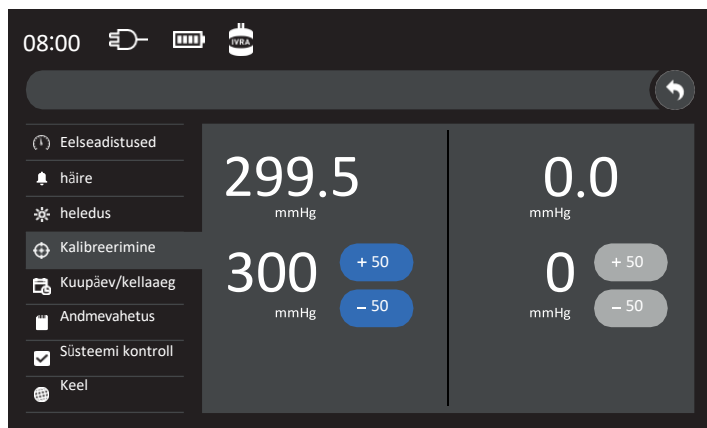 08:00
IVRA
Eelseadistused
häire
heledus
Kalibreerimine
Kuupäev/kellaaeg
Andmevahetus
Süsteemi kontroll
Keel
299.5
mmHg
300
mmHg
+ 50
– 50
0.0
mmHg
0
mmHg
+ 50
– 50